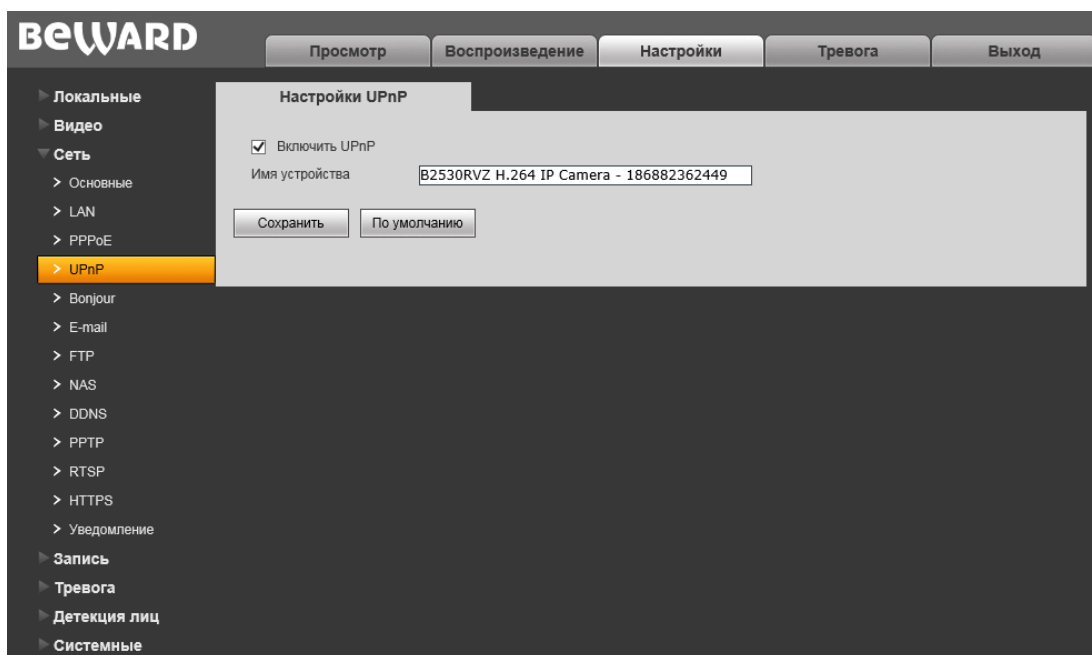 BEWARD
Просмотр
Воспроизведение
Настройки
Тревога
Выход
Локальные
Видео
Сеть
Основные
LAN
PPPoE
UPnP
Bonjour
E-mail
FTP
NAS
DDNS
PPTP
RTSP
HTTPS
Уведомление
Запись
Тревога
Детекция лиц
Системные
Настройки UPnP
Включить UPnP
Имя устройства
B2530RVZ H.264 IP Camera - 186882362449
Сохранить
По умолчанию